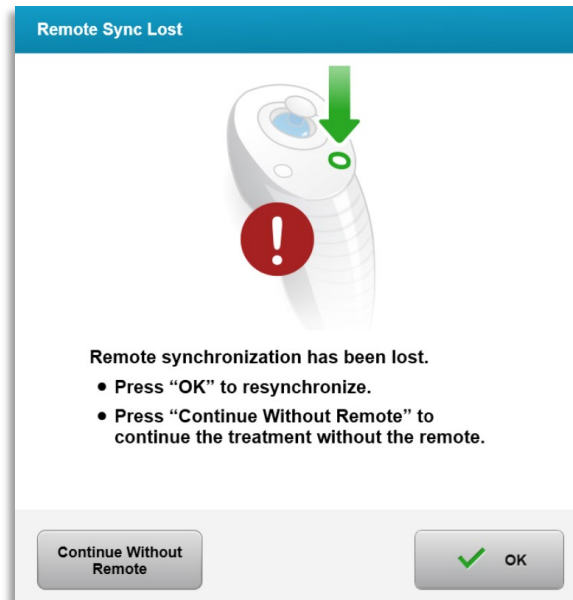 Remote Sync Lost
Remote synchronization has been lost.
• Press “OK” to resynchronize.
• Press “Continue Without Remote” to
continue the treatment without the remote.
Continue Without
Remote
OK